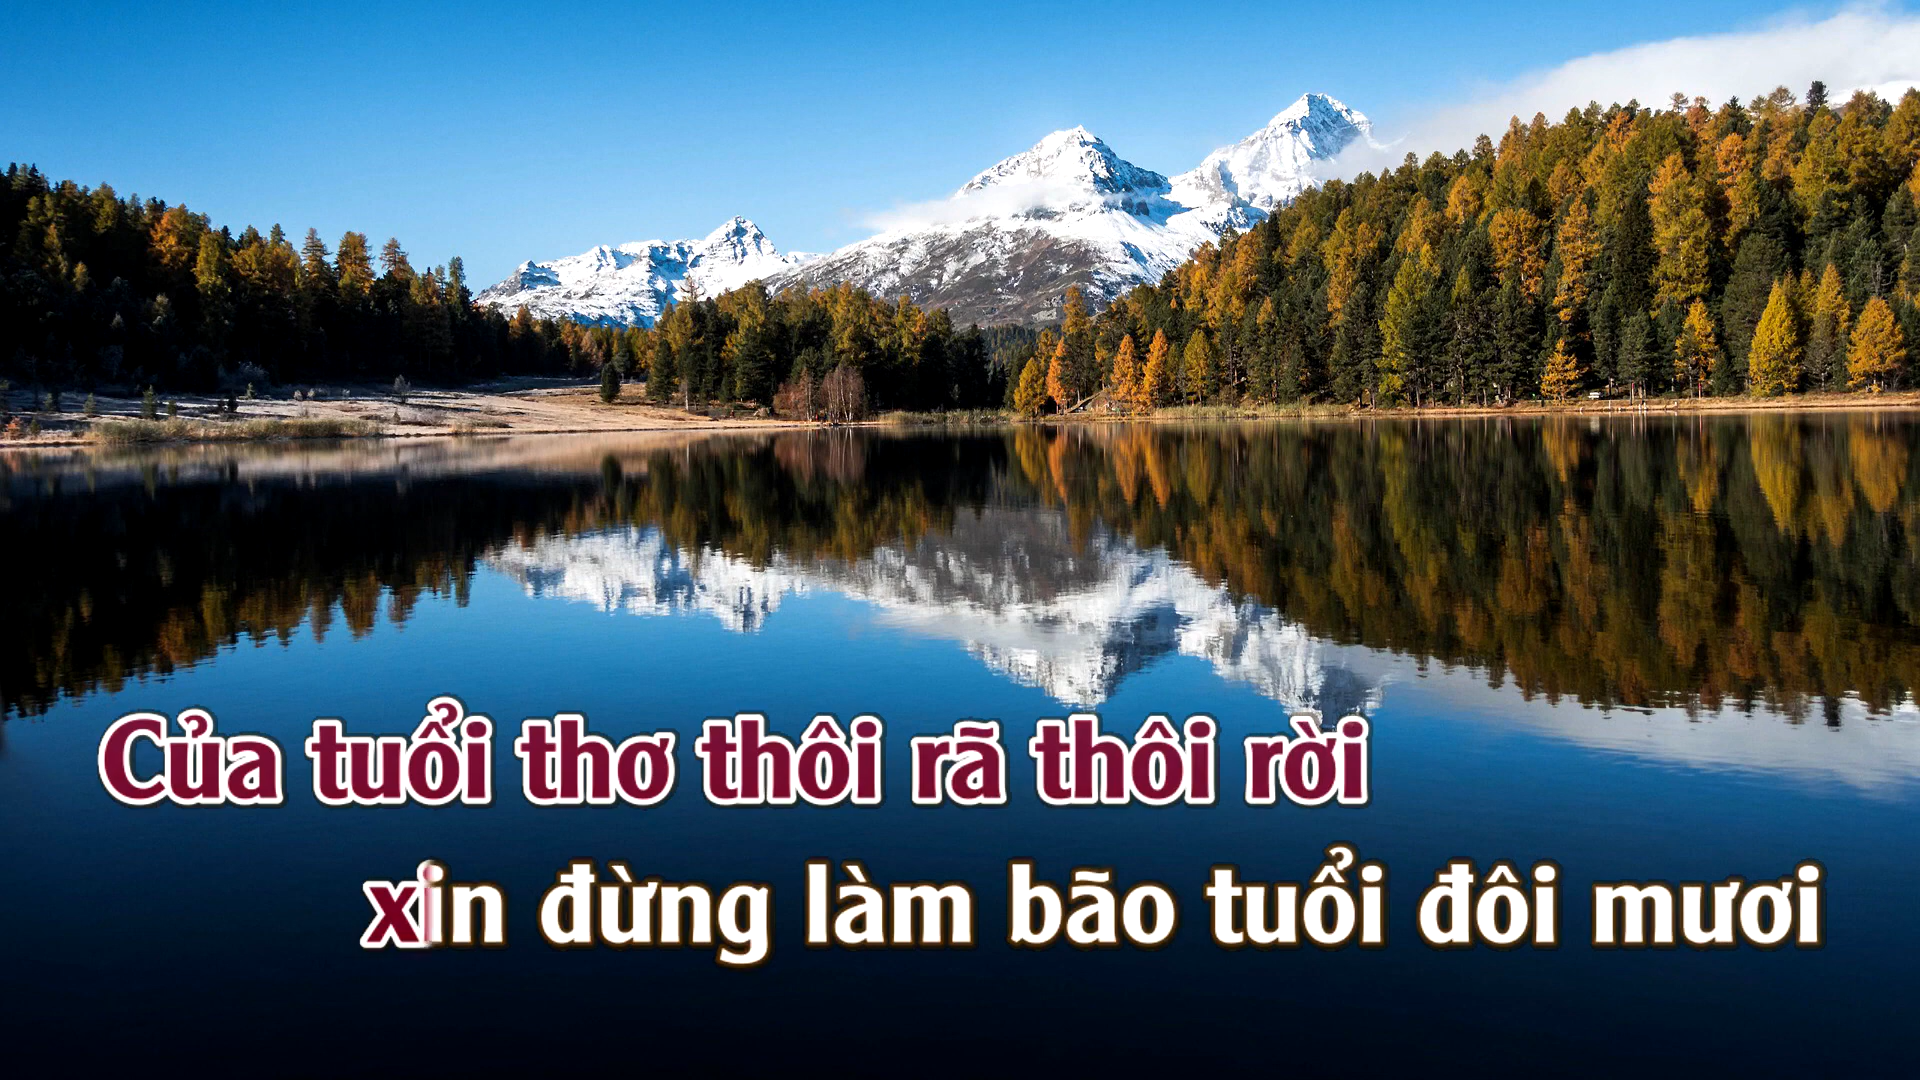 Của tuổi thơ thôi rã thôi rời
xin đừng làm bão tuổi đôi mươi